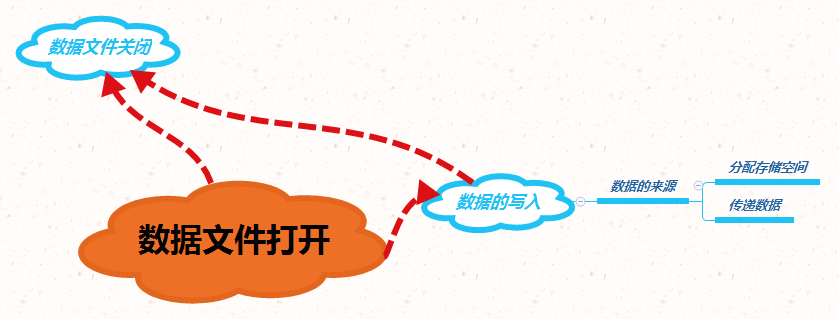 数据文件关闭
数据文件打开
数据的写入
数据的来源
分配存储空间
传递数据